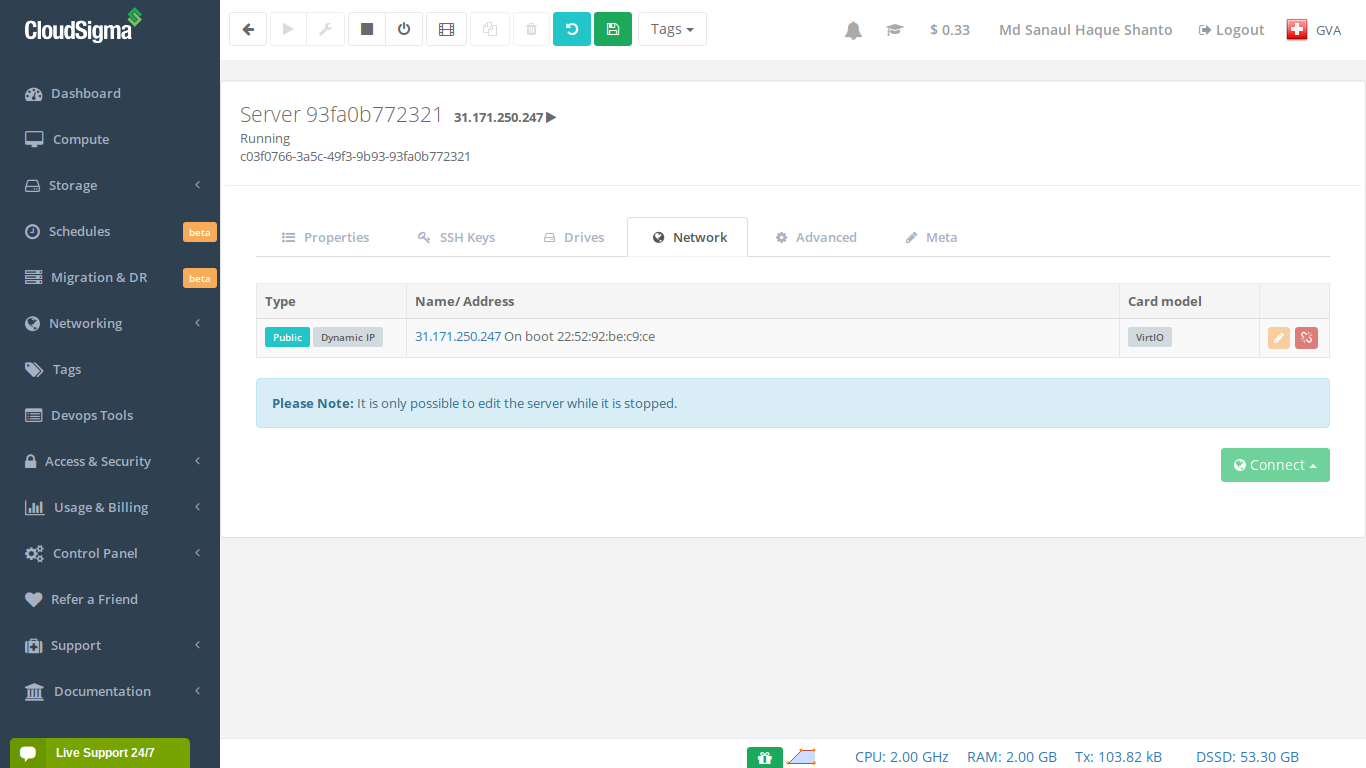 CloudSigma
Tags
$ 0.33
Md Sanaul Haque Shanto
Logout
GVA
Dashboard
Compute
Storage
Schedules beta
Migration & DR beta
Networking
Tags
Devops Tools
Access & Security
Usage & Billing
Control Panel
Refer a Friend
Support
Documentation
Live Support 24/7
Server 93fa0b772321 31.171.250.247
Running
c03f0766-3a5c-49f3-9b93-93fa0b772321
Properties SSH Keys Drives Network Advanced Meta
Type Name/ Address Card model
Public Dynamic IP 31.171.250.247 On boot 22:52:92:be:c9:ce VirtIO
Please Note: It is only possible to edit the server while it is stopped.
Connect
CPU: 2.00 GHz RAM: 2.00 GB Tx: 103.82 kB DSSD: 53.30 GB